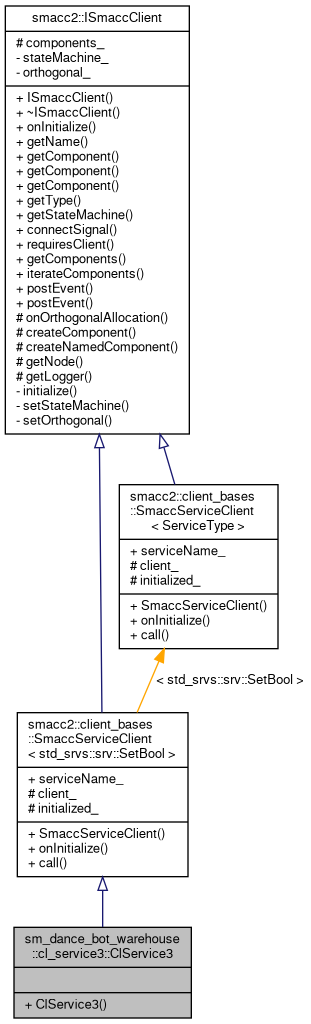 smacc2::ISmaccClient
# components_
- stateMachine_
- orthogonal_
+ ISmaccClient()
+ ~ISmaccClient()
+ onInitialize()
+ getName()
+ getComponent()
+ getComponent()
+ getComponent()
+ getType()
+ getStateMachine()
+ connectSignal()
+ requiresClient()
+ getComponents()
+ iterateComponents()
+ postEvent()
+ postEvent()
# onOrthogonalAllocation()
# createComponent()
# createNamedComponent()
# getNode()
# getLogger()
- initialize()
- setStateMachine()
- setOrthogonal()
smacc2::client_bases
::SmaccServiceClient
< ServiceType >
+ serviceName_
# client_
# initialized_
+ SmaccServiceClient()
+ onInitialize()
+ call()
< std_srvs::srv::SetBool >
smacc2::client_bases
::SmaccServiceClient
< std_srvs::srv::SetBool >
+ serviceName_
# client_
# initialized_
+ SmaccServiceClient()
+ onInitialize()
+ call()
sm_dance_bot_warehouse
::cl_service3::ClService3
+ ClService3()